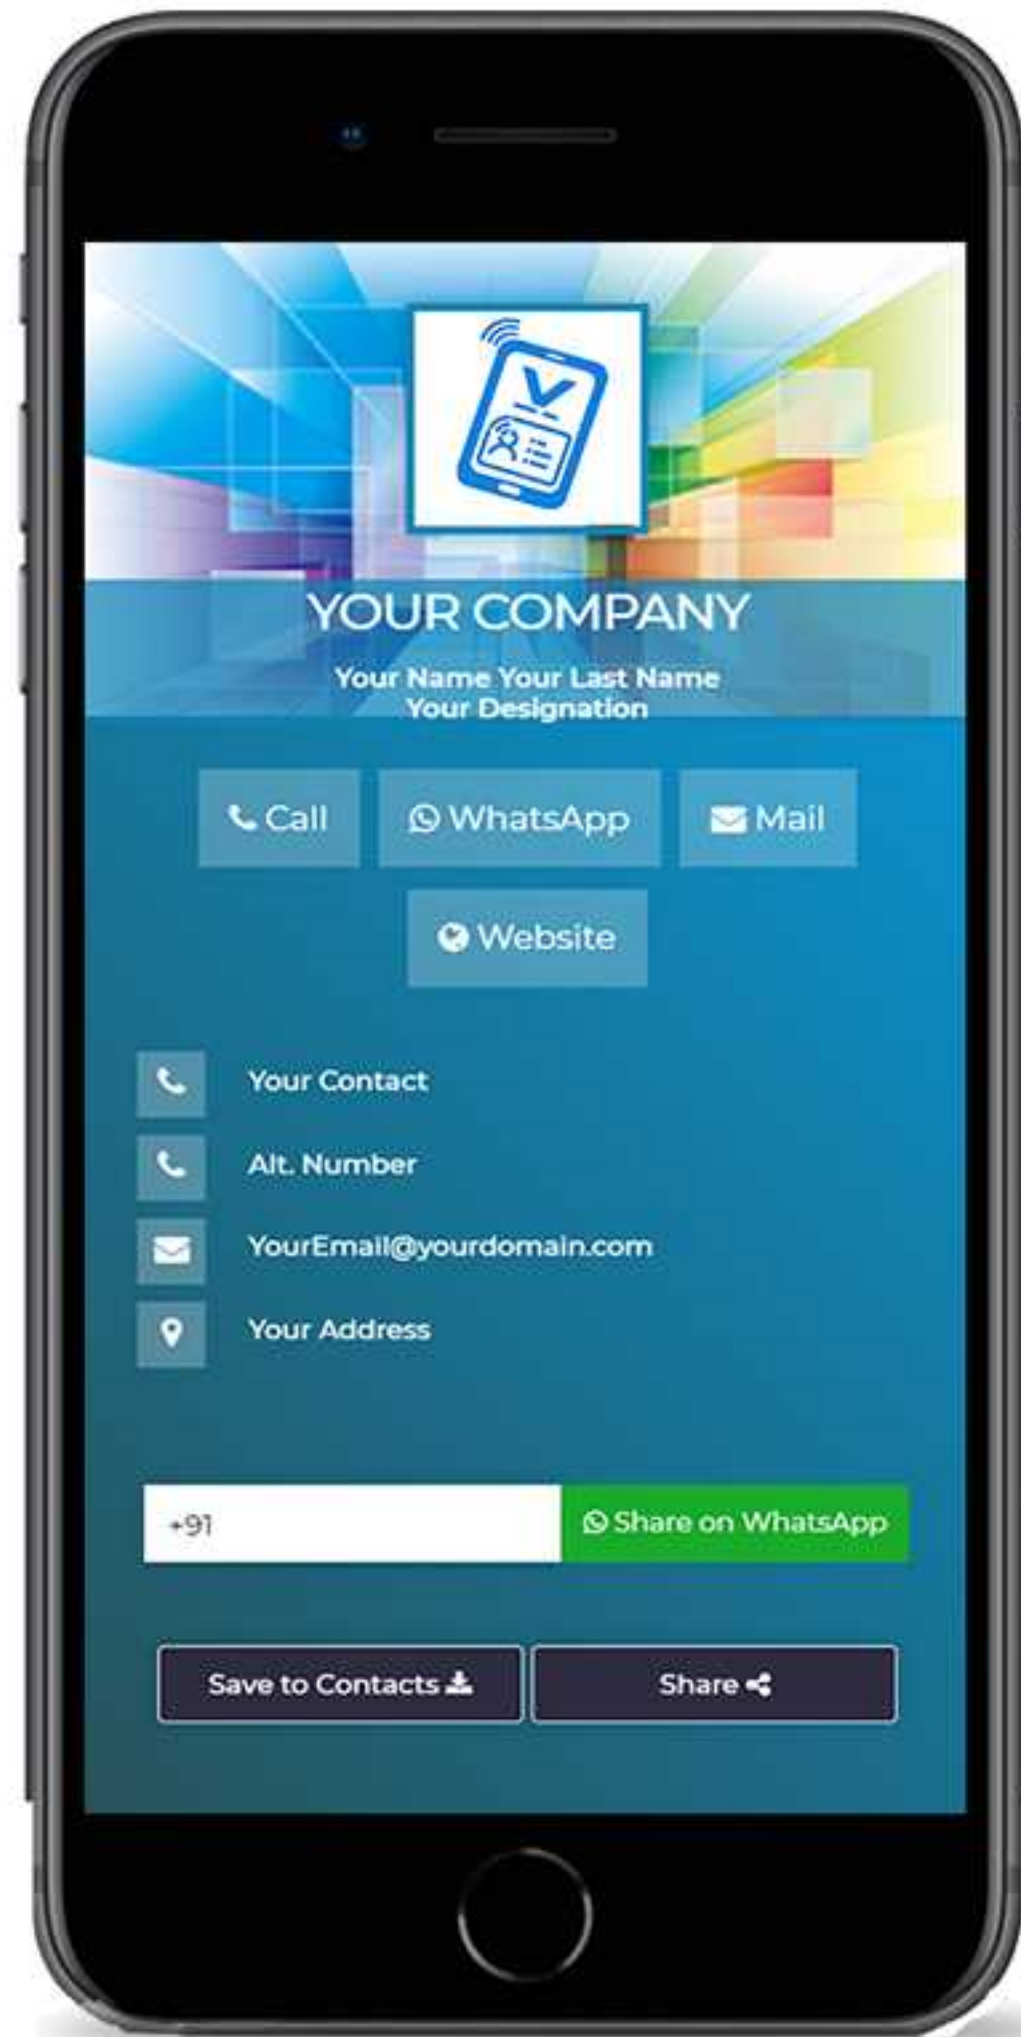 YOUR COMPANY
Your Name Your Last Name
Your Designation
Call
WhatsApp
Mail
Website
Your Contact
Alt. Number
YourEmail@yourdomain.com
Your Address
+91
Share on WhatsApp
Save to Contacts
Share